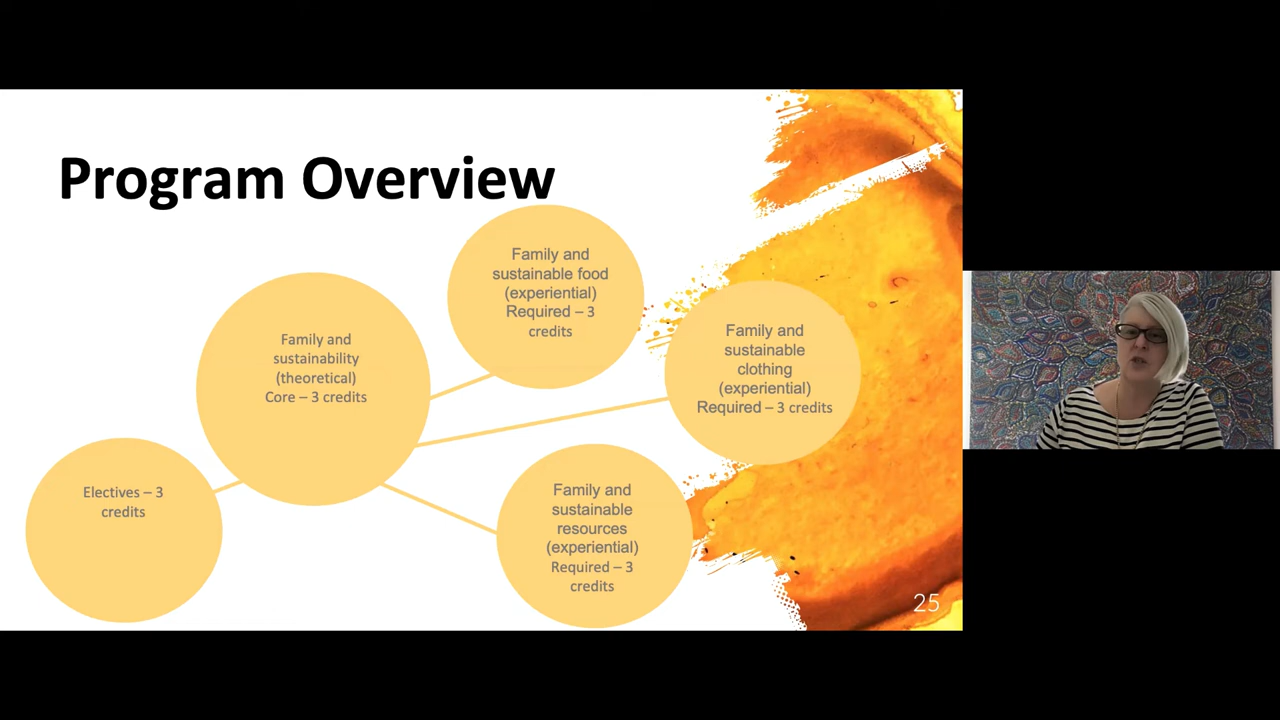 Program Overview
Family and
sustainable food
(experiential)
Required – 3
credits
Family and
sustainability
(theoretical)
Core – 3 credits
Family and
sustainable
clothing
(experiential)
Required – 3 credits
Electives – 3
credits
Family and
sustainable
resources
(experiential)
Required – 3
credits
25